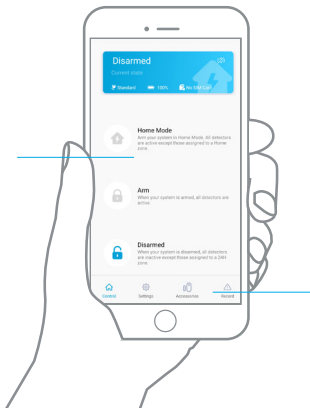 Disarmed
Current state
Standard 100% No SIM Card
Home Mode
Arm your system in Home Mode. All detectors
are active except those assigned to a Home
zone.
Arm
When your system is armed, all detectors are
active.
Disarmed
When your system is disarmed, all detectors
are inactive except those assigned to a 24H
zone.
Control Settings Accessories Record